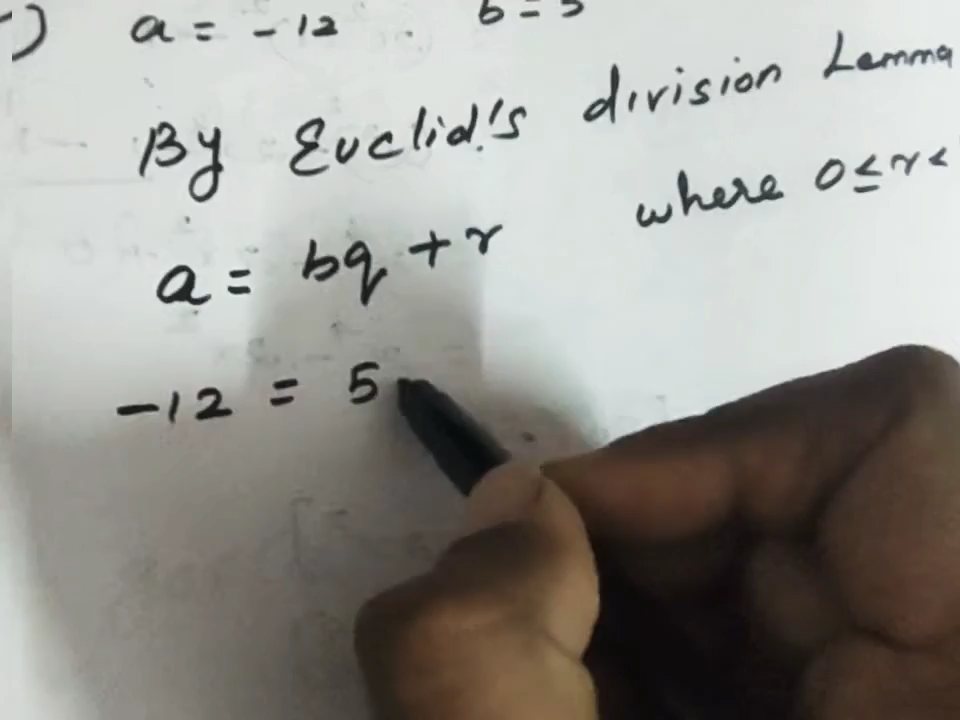 ) a = -12 b = 5
By Euclid's division Lemma
a = bq + r where 0 ≤ r <
-12 = 5